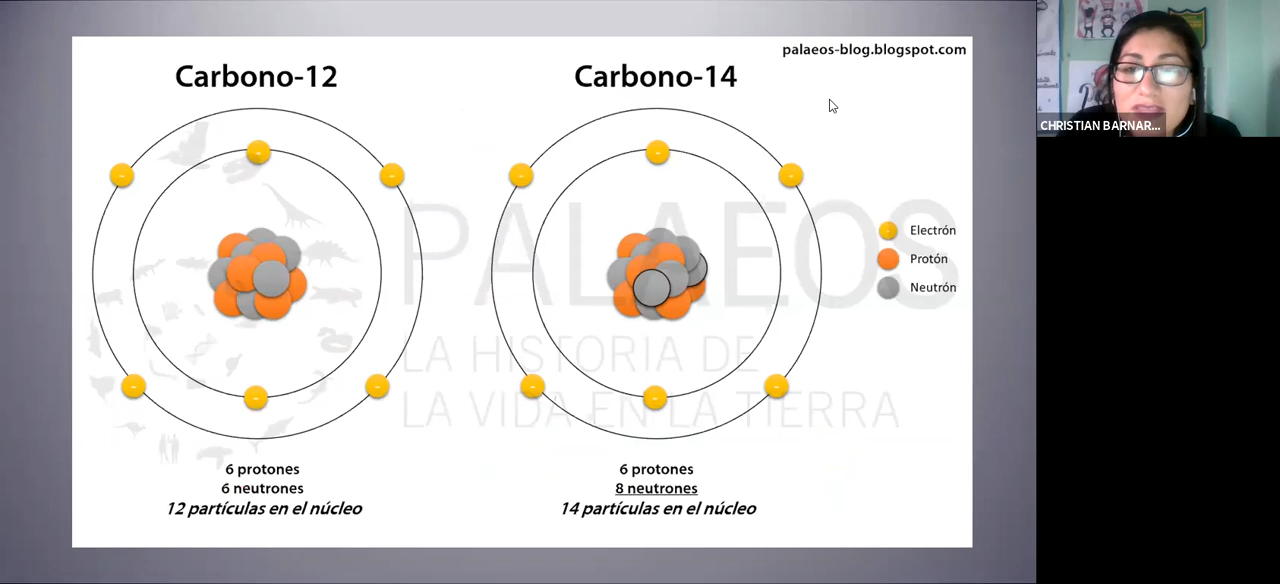 palaeos-blog.blogspot.com
Carbono-12
Carbono-14
Electrón
Protón
Neutrón
PALAEOS
LA HISTORIA DE
LA VIDA EN LA TIERRA
6 protones
6 neutrones
12 partículas en el núcleo
6 protones
8 neutrones
14 partículas en el núcleo
CHRISTIAN BARNAR...